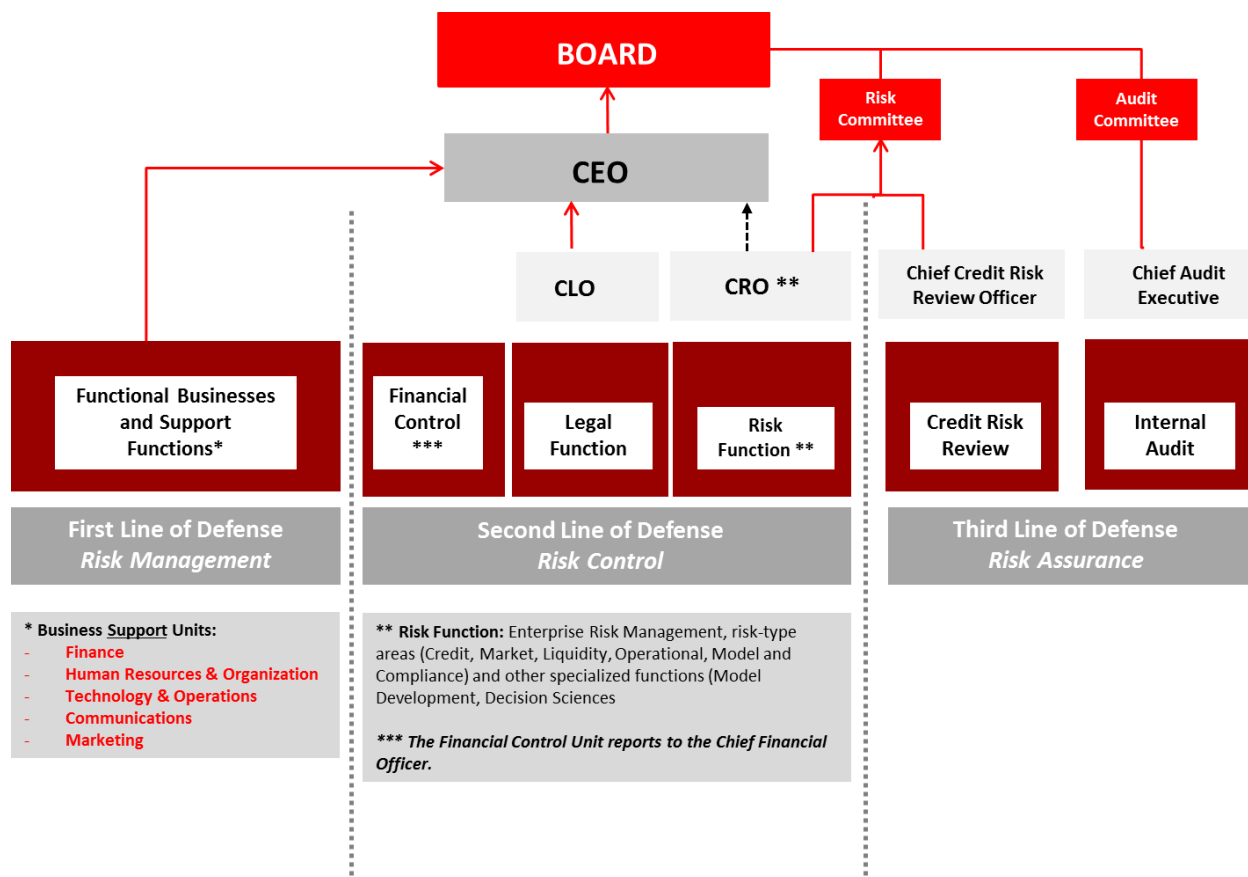 BOARD
Risk
Committee
Audit
Committee
CEO
CLO
CRO **
Chief Credit Risk
Review Officer
Chief Audit
Executive
Functional Businesses
and Support
Functions*
Financial
Control
***
Legal
Function
Risk
Function **
Credit Risk
Review
Internal
Audit
First Line of Defense
Risk Management
Second Line of Defense
Risk Control
Third Line of Defense
Risk Assurance
* Business Support Units:
- Finance
- Human Resources & Organization
- Technology & Operations
- Communications
- Marketing
** Risk Function: Enterprise Risk Management, risk-type
areas (Credit, Market, Liquidity, Operational, Model and
Compliance) and other specialized functions (Model
Development, Decision Sciences
*** The Financial Control Unit reports to the Chief Financial
Officer.